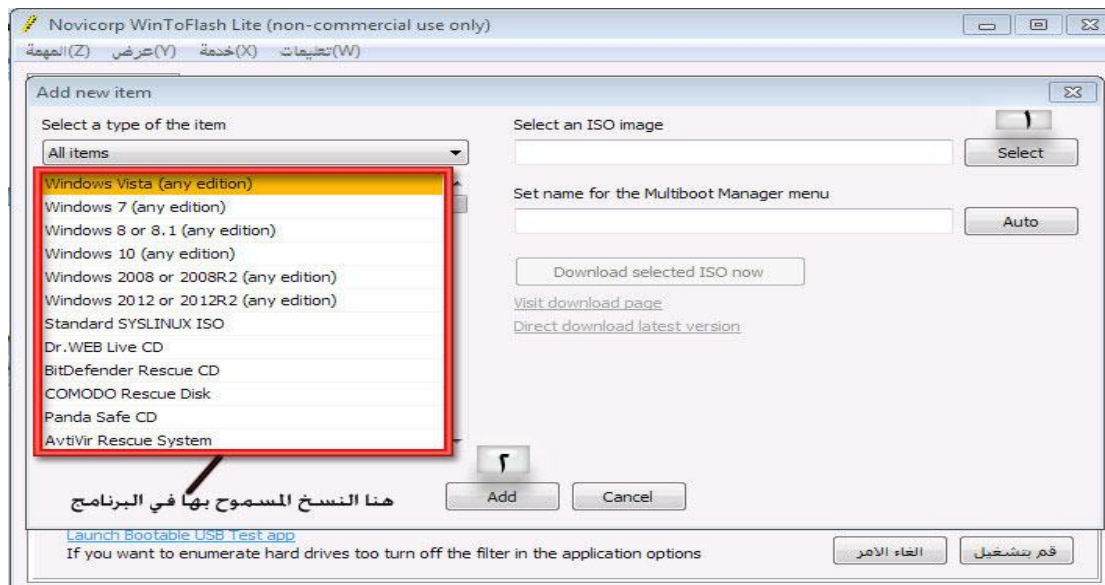 Novicorp WinToFlash Lite (non-commercial use only)
المهمة(Z) عرض(Y) خدمة(X) تعليمات(W)
Add new item
Select a type of the item
All items
Windows Vista (any edition)
Windows 7 (any edition)
Windows 8 or 8.1 (any edition)
Windows 10 (any edition)
Windows 2008 or 2008R2 (any edition)
Windows 2012 or 2012R2 (any edition)
Standard SYSLINUX ISO
Dr.WEB Live CD
BitDefender Rescue CD
COMODO Rescue Disk
Panda Safe CD
AvtiVir Rescue System
هنا النسخ المسموح بها في البرنامج
Select an ISO image
١
Select
Set name for the Multiboot Manager menu
Auto
Download selected ISO now
Visit download page
Direct download latest version
٢
Add
Cancel
Launch Bootable USB Test app
If you want to enumerate hard drives too turn off the filter in the application options
الغاء الامر
قم بتشغيل